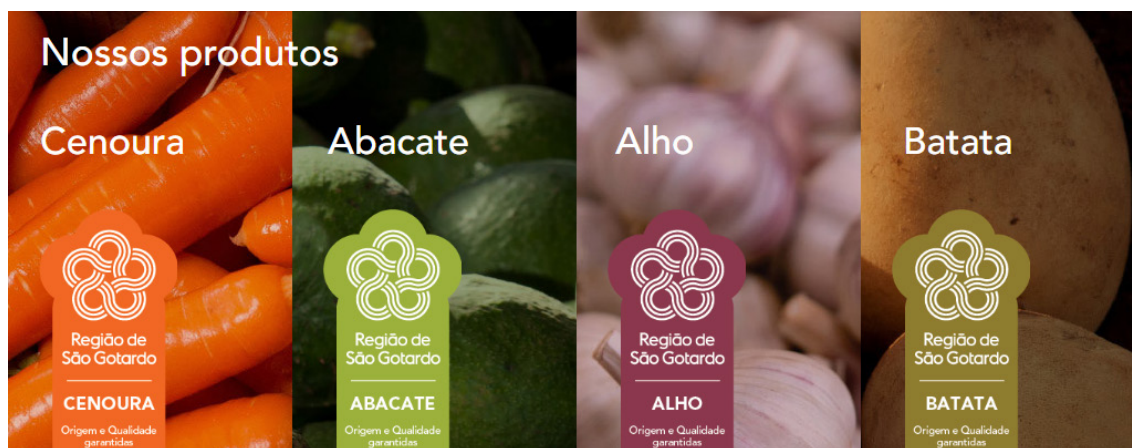 Nossos produtos
Cenoura
Abacate
Alho
Batata
Região de
São Gotardo
CENOURA
Origem e Qualidade
garantidas
Região de
São Gotardo
ABACATE
Origem e Qualidade
garantidas
Região de
São Gotardo
ALHO
Origem e Qualidade
garantidas
Região de
São Gotardo
BATATA
Origem e Qualidade
garantidas